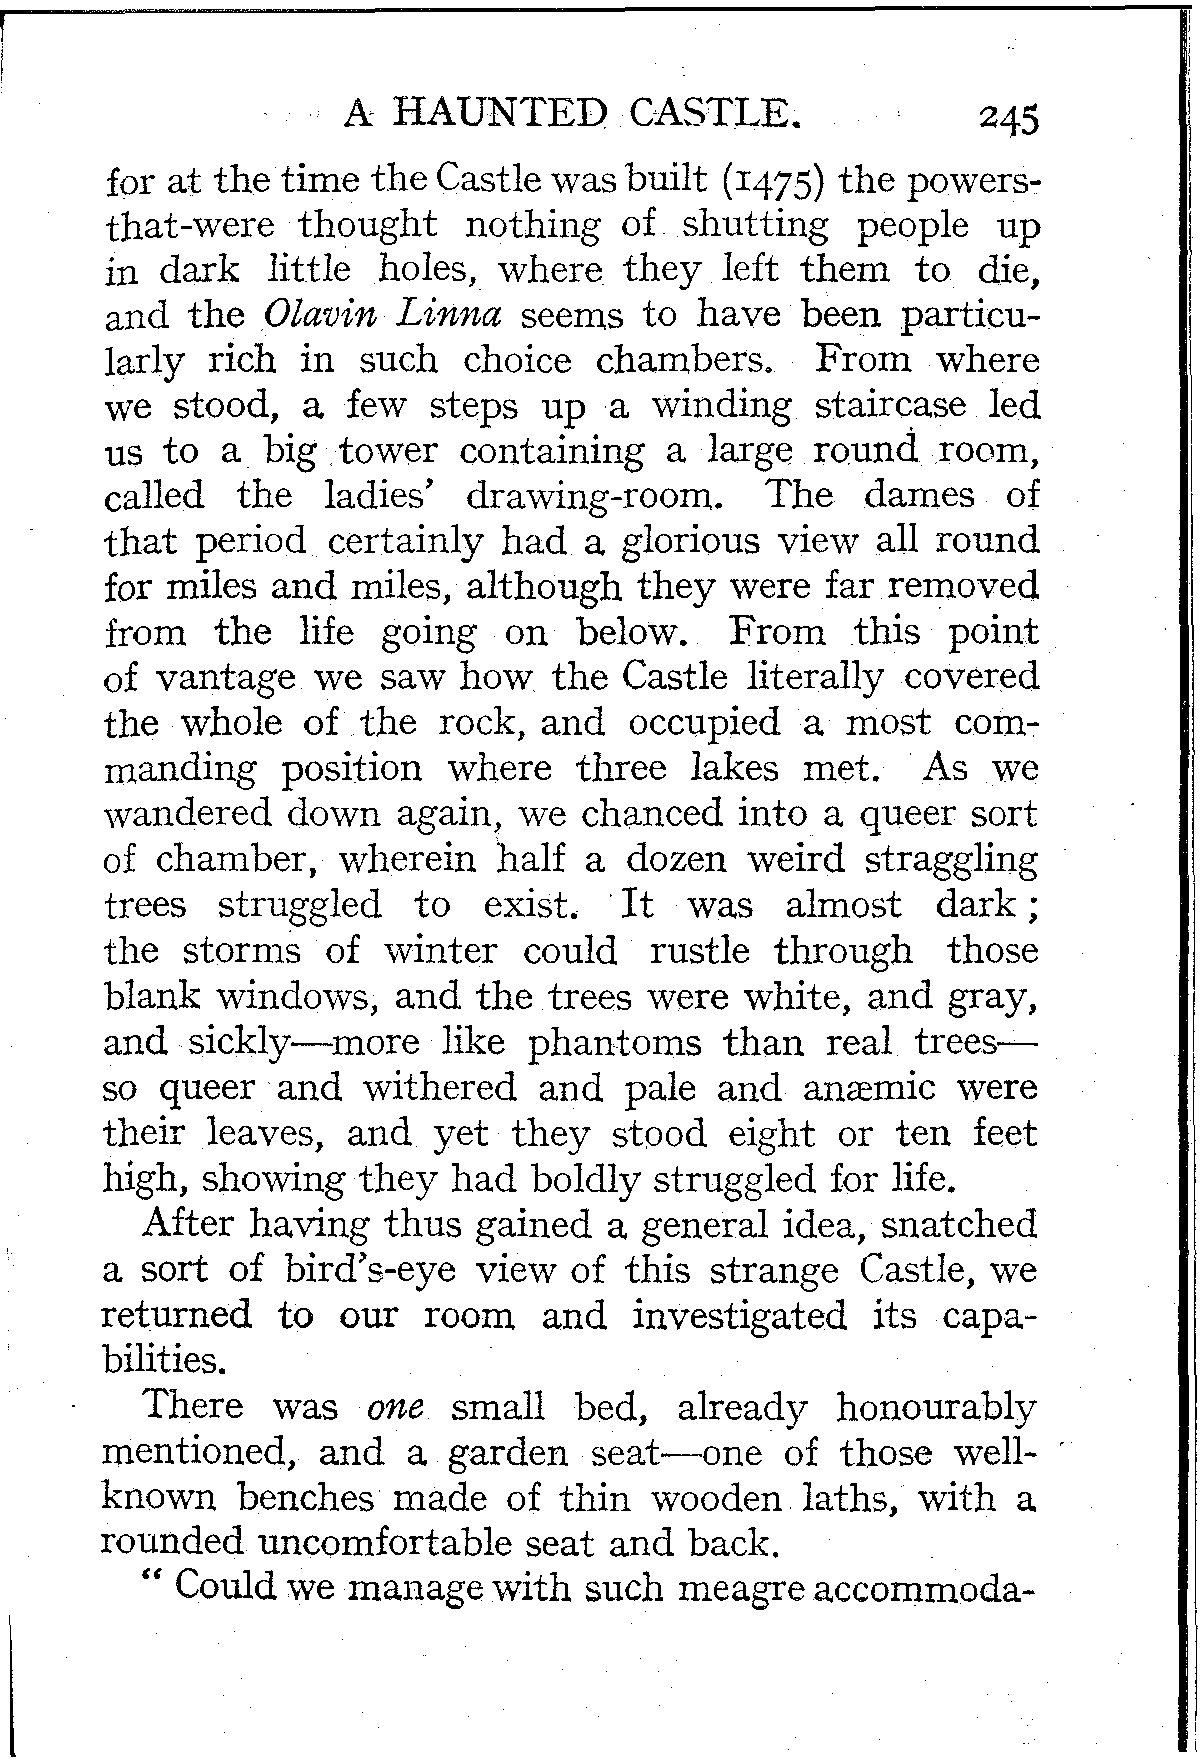 A HAUNTED CASTLE. 245
for at the time the Castle was built (1475) the powers-
that-were thought nothing of shutting people up
in dark little holes, where they left them to die,
and the Olavin Linna seems to have been particu-
larly rich in such choice chambers. From where
we stood, a few steps up a winding staircase led
us to a big tower containing a large round room,
called the ladies' drawing-room. The dames of
that period certainly had a glorious view all round
for miles and miles, although they were far removed
from the life going on below. From this point
of vantage we saw how the Castle literally covered
the whole of the rock, and occupied a most com-
manding position where three lakes met. As we
wandered down again, we chanced into a queer sort
of chamber, wherein half a dozen weird straggling
trees struggled to exist. It was almost dark ;
the storms of winter could rustle through those
blank windows, and the trees were white, and gray,
and sickly—more like phantoms than real trees—
so queer and withered and pale and anæmic were
their leaves, and yet they stood eight or ten feet
high, showing they had boldly struggled for life.
After having thus gained a general idea, snatched
a sort of bird's-eye view of this strange Castle, we
returned to our room and investigated its capa-
bilities.
There was one small bed, already honourably
mentioned, and a garden seat—one of those well-
known benches made of thin wooden laths, with a
rounded uncomfortable seat and back.
“ Could we manage with such meagre accommoda-